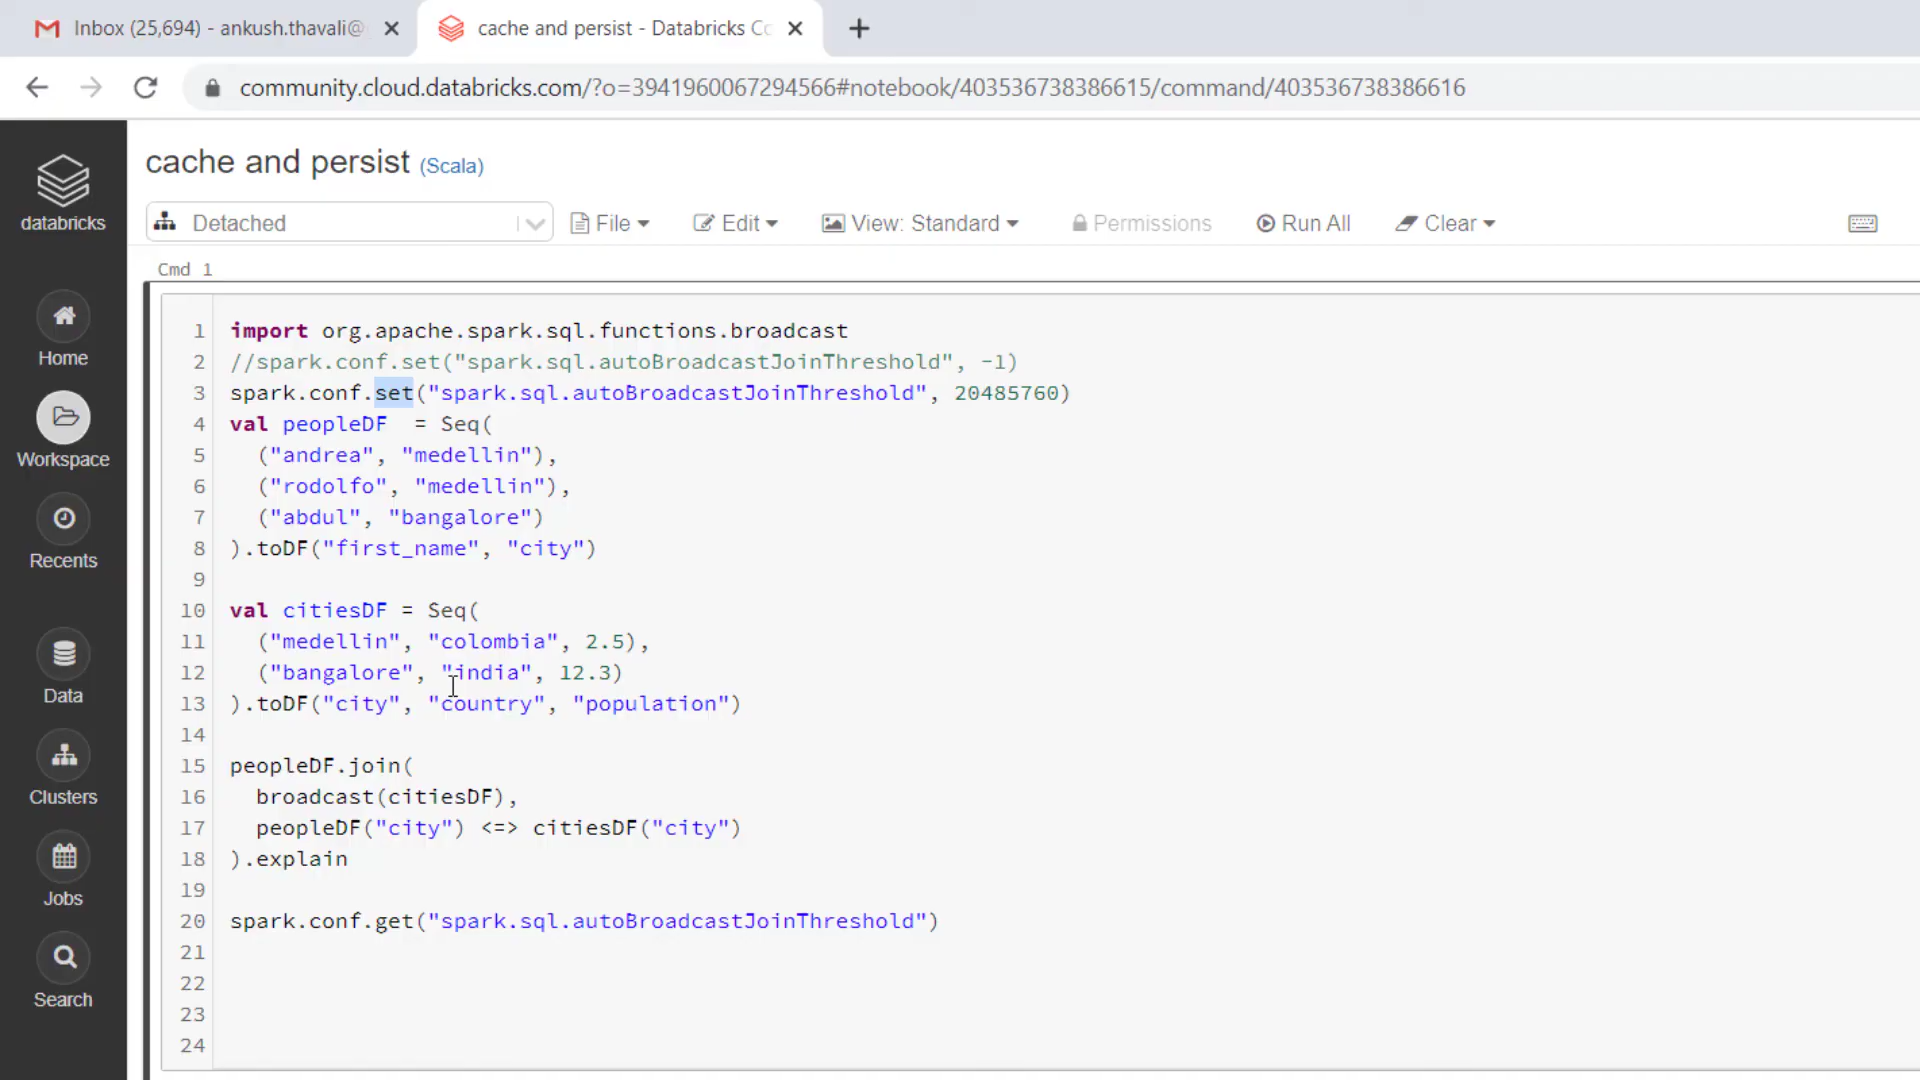 Inbox (25,694) - ankush.thavali@
cache and persist - Databricks Co
community.cloud.databricks.com/?o=3941960067294566#notebook/403536738386615/command/403536738386616
databricks
cache and persist (Scala)
Detached
File
Edit
View: Standard
Permissions
Run All
Clear
Home
Workspace
Recents
Data
Clusters
Jobs
Search
Cmd 1
1 import org.apache.spark.sql.functions.broadcast
2 //spark.conf.set("spark.sql.autoBroadcastJoinThreshold", -1)
3 spark.conf.set("spark.sql.autoBroadcastJoinThreshold", 20485760)
4 val peopleDF  = Seq(
5   ("andrea", "medellin"),
6   ("rodolfo", "medellin"),
7   ("abdul", "bangalore")
8 ).toDF("first_name", "city")
9
10 val citiesDF = Seq(
11   ("medellin", "colombia", 2.5),
12   ("bangalore", "india", 12.3)
13 ).toDF("city", "country", "population")
14
15 peopleDF.join(
16   broadcast(citiesDF),
17   peopleDF("city") <=> citiesDF("city")
18 ).explain
19
20 spark.conf.get("spark.sql.autoBroadcastJoinThreshold")
21
22
23
24